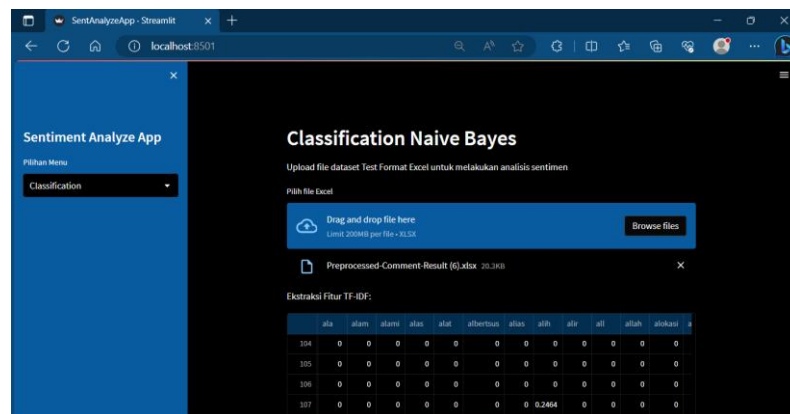 SentAnalyzeApp · Streamlit
localhost:8501
Sentiment Analyze App
Pilihan Menu
Classification
Classification Naive Bayes
Upload file dataset Test Format Excel untuk melakukan analisis sentimen
Pilih file Excel
Drag and drop file here
Limit 200MB per file • XLSX
Browse files
Preprocessed-Comment-Result (6).xlsx 20.3KB
Ekstraksi Fitur TF-IDF:
ala alam alami alas alat albertsus alias alih alir all allah alokasi a
104 0 0 0 0 0 0 0 0 0 0 0 0
105 0 0 0 0 0 0 0 0 0 0 0 0
106 0 0 0 0 0 0 0 0 0 0 0 0
107 0 0 0 0 0 0 0 0.2464 0 0 0 0